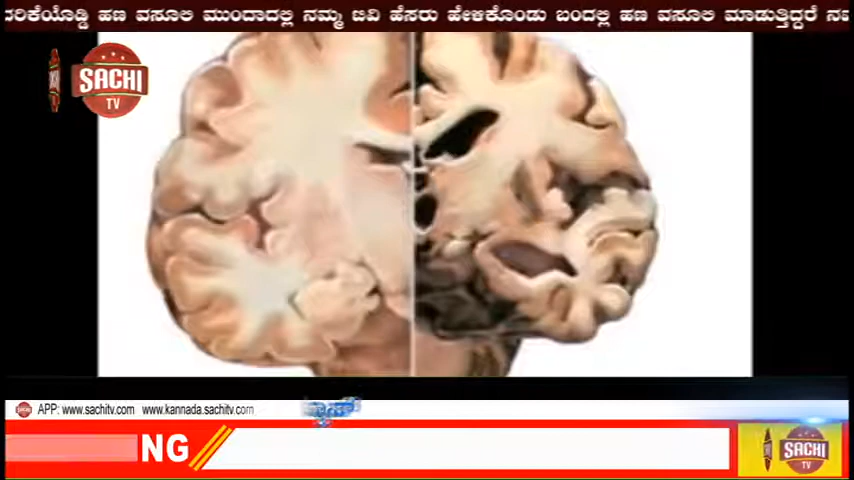 ಹಣ ವಸೂಲಿ ಮುಂದಾದಲ್ಲಿ ನಮ್ಮ ಟಿವಿ ಹೆಸರು ಹೇಳಿಕೊಂಡು ಬಂದಲ್ಲಿ ಹಣ ವಸೂಲಿ ಮಾಡುತ್ತಿದ್ದರೆ
SACHI
TV
APP: www.sachitv.com www.kannada.sachitv.com
NG
SACHI
TV